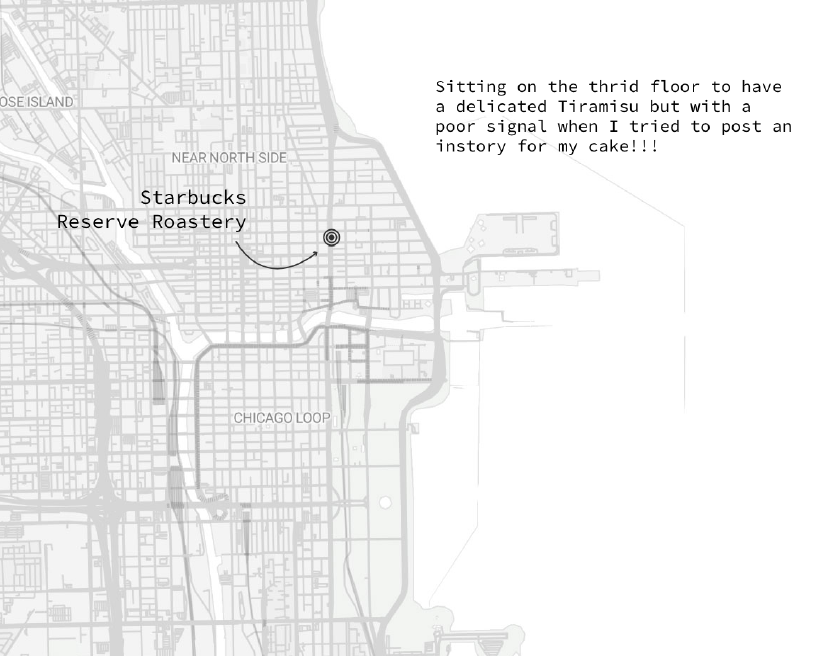 Sitting on the thrid floor to have
a delicated Tiramisu but with a
poor signal when I tried to post an
instory for my cake!!!
OSE ISLAND
NEAR NORTH SIDE
Starbucks
Reserve Roastery
CHICAGO LOOP